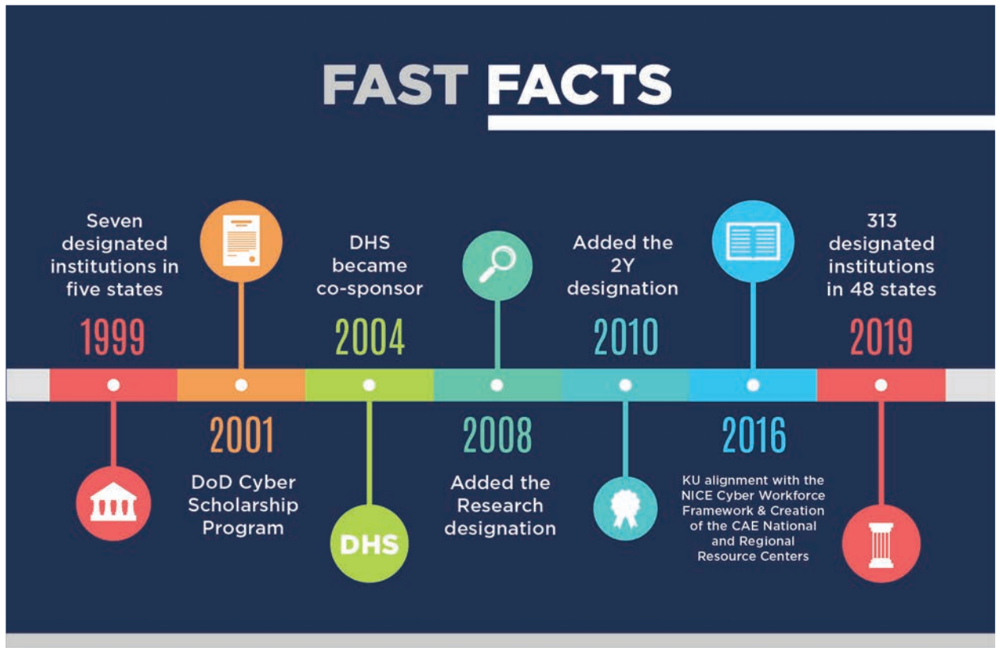 FAST FACTS
Seven
designated
institutions in
five states
1999
2001
DoD Cyber
Scholarship
Program
DHS
became
co-sponsor
2004
DHS
2008
Added the
Research
designation
Added the
2Y
designation
2010
2016
KU alignment with the
NICE Cyber Workforce
Framework & Creation
of the CAE National
and Regional
Resource Centers
313
designated
institutions
in 48 states
2019